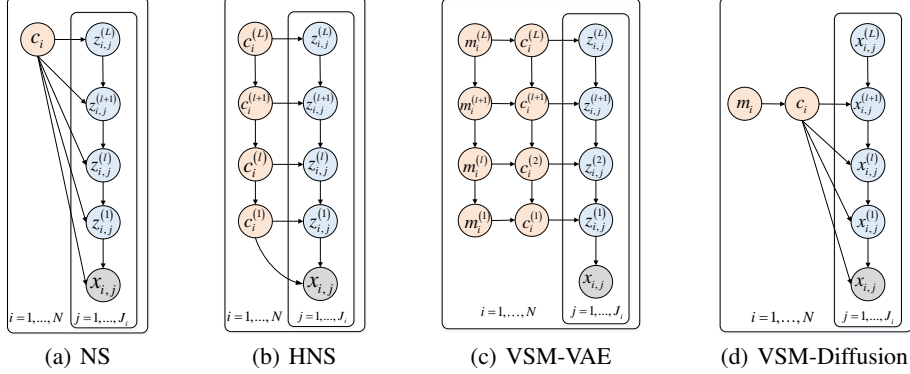 c_i z_{i,j}^{(L)}
z_{i,j}^{(l+1)}
z_{i,j}^{(l)}
z_{i,j}^{(1)}
x_{i,j}
i = 1,..., N j = 1,..., J_i
(a) NS
c_i^{(L)} z_{i,j}^{(L)}
c_i^{(l+1)} z_{i,j}^{(l+1)}
c_i^{(l)} z_{i,j}^{(l)}
c_i^{(1)} z_{i,j}^{(1)}
x_{i,j}
i = 1,..., N j = 1,..., J_i
(b) HNS
m_i^{(L)} c_i^{(L)} z_{i,j}^{(L)}
m_i^{(l+1)} c_i^{(l+1)} z_{i,j}^{(l+1)}
m_i^{(l)} c_i^{(2)} z_{i,j}^{(2)}
m_i^{(1)} c_i^{(1)} z_{i,j}^{(1)}
x_{i,j}
i = 1,..., N j = 1,..., J_i
(c) VSM-VAE
x_{i,j}^{(L)}
m_i c_i x_{i,j}^{(l+1)}
x_{i,j}^{(l)}
x_{i,j}^{(1)}
x_{i,j}
i = 1,..., N j = 1,..., J_i
(d) VSM-Diffusion